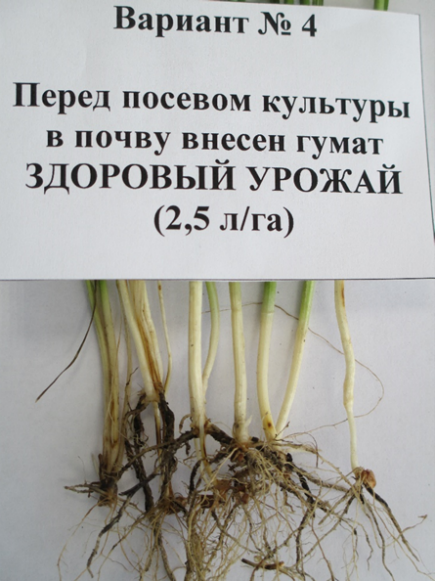 Вариант № 4
Перед посевом культуры
в почву внесен гумат
ЗДОРОВЫЙ УРОЖАЙ
(2,5 л/га)